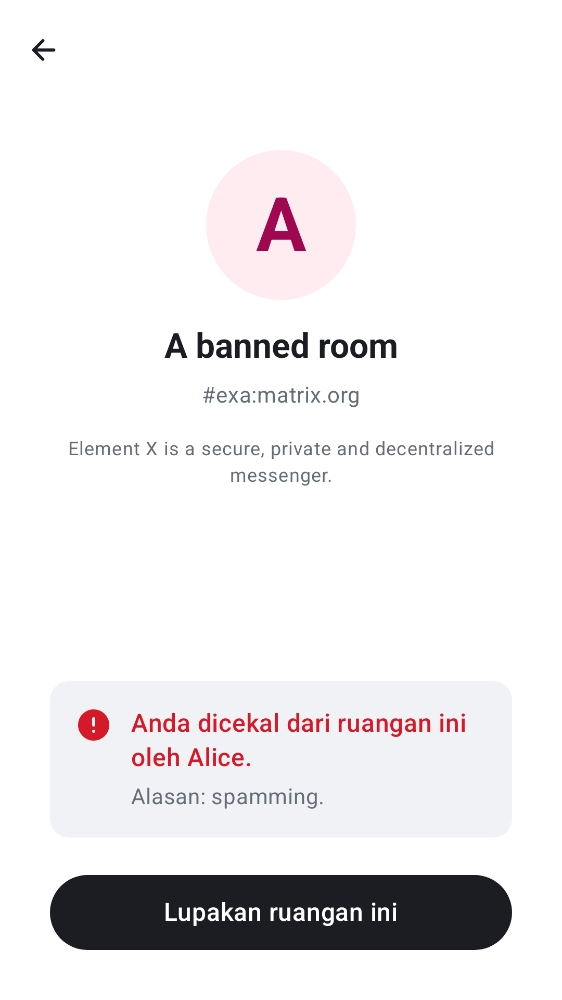 A
A banned room
#exa:matrix.org
Element X is a secure, private and decentralized
messenger.
Anda dicekal dari ruangan ini
oleh Alice.
Alasan: spamming.
Lupakan ruangan ini